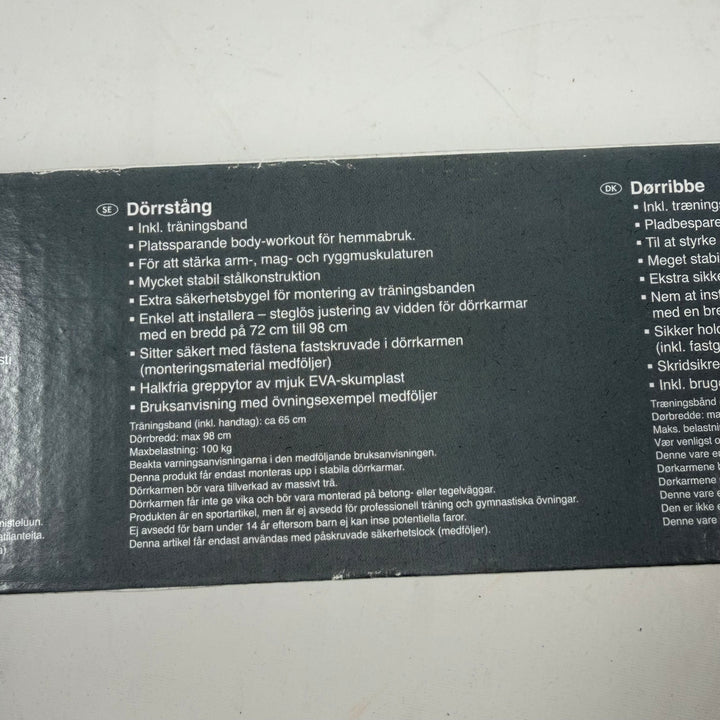 SE Dörrstång
▪ Inkl. träningsband
▪ Platssparande body-workout för hemmabruk.
▪ För att stärka arm-, mag- och ryggmuskulaturen
▪ Mycket stabil stålkonstruktion
▪ Extra säkerhetsbygel för montering av träningsbanden
▪ Enkel att installera – steglös justering av vidden för dörrkarmar
med en bredd på 72 cm till 98 cm
▪ Sitter säkert med fästena fastskruvade i dörrkarmen
(monteringsmaterial medföljer)
▪ Halkfria greppytor av mjuk EVA-skumplast
▪ Bruksanvisning med övningsexempel medföljer
Träningsband (inkl. handtag): ca 65 cm
Dörrbredd: max 98 cm
Maxbelastning: 100 kg
Beakta varningsanvisningarna i den medföljande bruksanvisningen.
Denna produkt får endast monteras upp i stabila dörrkarmar.
Dörrkarmen bör vara tillverkad av massivt trä.
Dörrkarmen får inte ge vika och bör vara monterad på betong- eller tegelväggar.
Produkten är en sportartikel, men är ej avsedd för professionell träning och gymnastiska övningar.
Ej avsedd för barn under 14 år eftersom barn ej kan inse potentiella faror.
Denna artikel får endast användas med påskruvade säkerhetslock (medföljer).
DK Dørribbe
▪ Inkl. træning
▪ Pladbespare
▪ Til at styrke
▪ Meget stabi
▪ Ekstra sikke
▪ Nem at inst
med en bre
▪ Sikker hold
(inkl. fastg
▪ Skridsikre
▪ Inkl. brug
Træningsbånd
Dørbredde: ma
Maks. belastni
Vær venligst o
Denne vare
Dørkarmene
Dørkarmene
Denne vare
Den er ikke
Denne vare